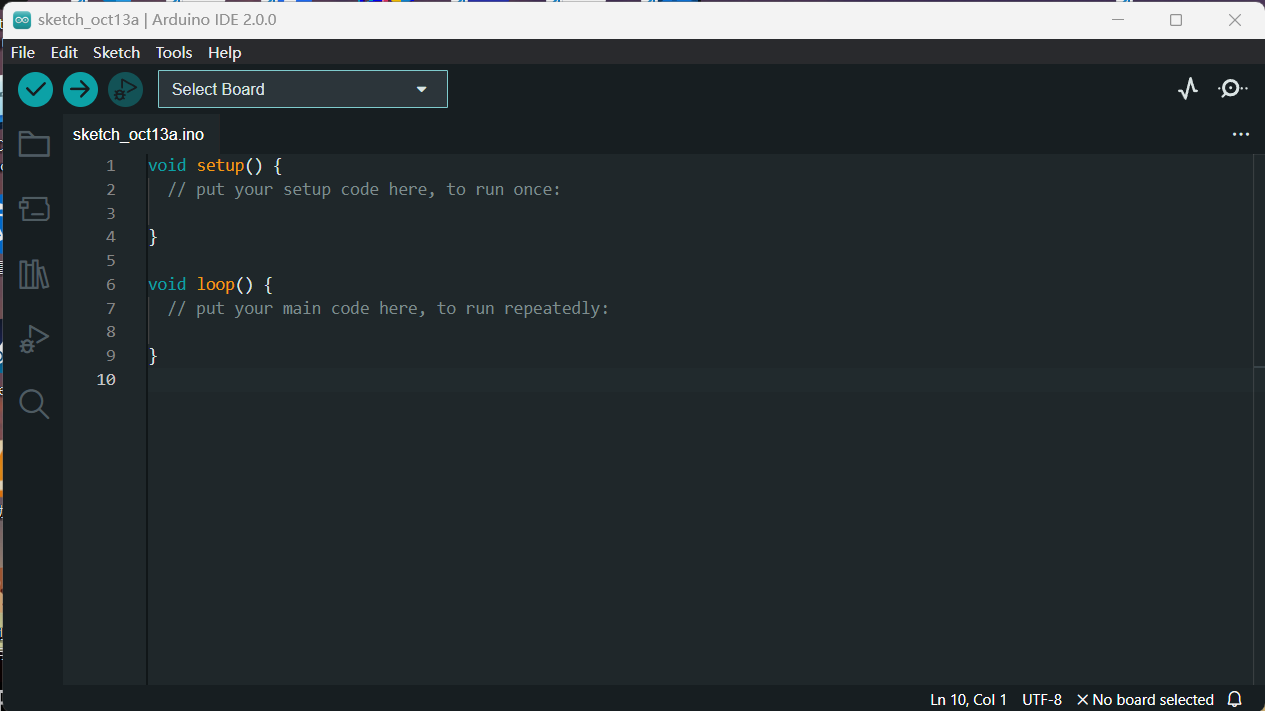 sketch_oct13a | Arduino IDE 2.0.0
File Edit Sketch Tools Help
Select Board
sketch_oct13a.ino
1 void setup() {
2 // put your setup code here, to run once:
3
4 }
5
6 void loop() {
7 // put your main code here, to run repeatedly:
8
9 }
10
Ln 10, Col 1 UTF-8 No board selected